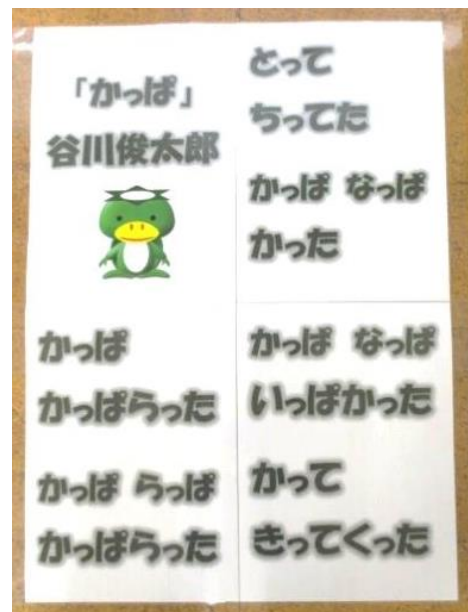 「かっぱ」
谷川俊太郎
かっぱ
かっぱらった
かっぱ らっぱ
かっぱらった
とって
ちってた
かっぱ なっぱ
かった
かっぱ なっぱ
いっぱかった
かって
きってくった